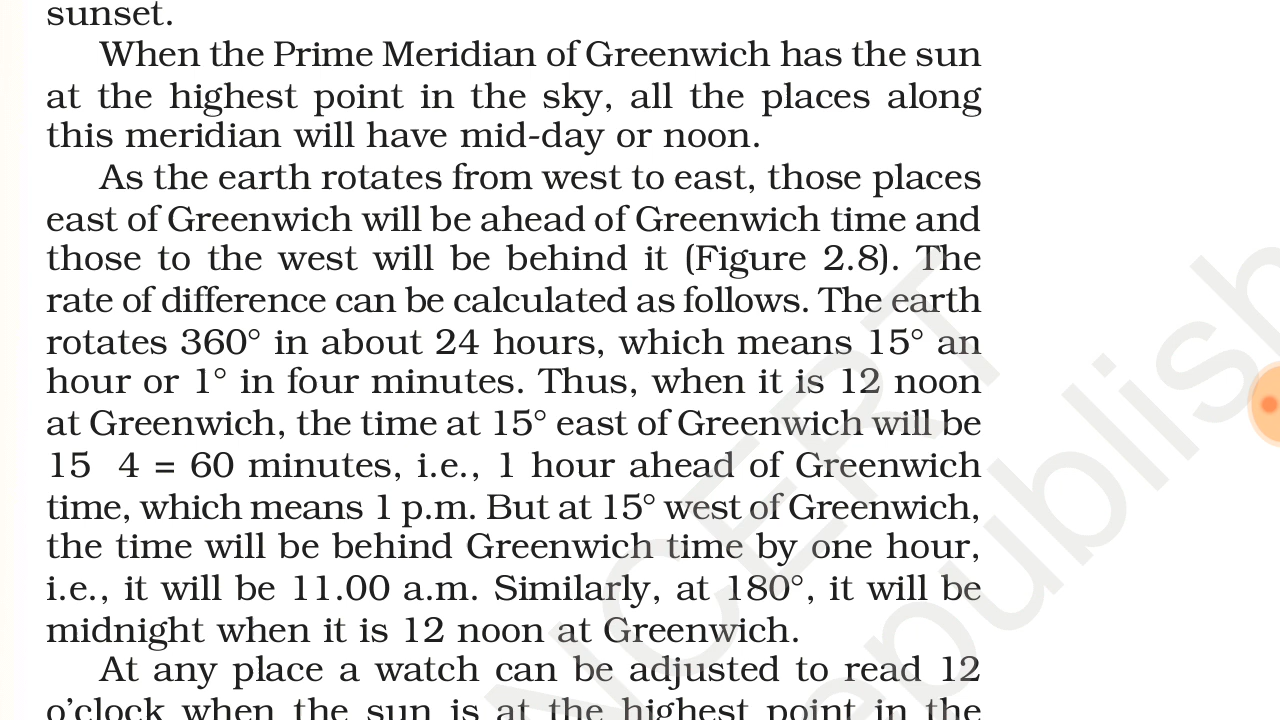 sunset.
When the Prime Meridian of Greenwich has the sun
at the highest point in the sky, all the places along
this meridian will have mid-day or noon.
As the earth rotates from west to east, those places
east of Greenwich will be ahead of Greenwich time and
those to the west will be behind it (Figure 2.8). The
rate of difference can be calculated as follows. The earth
rotates 360° in about 24 hours, which means 15° an
hour or 1° in four minutes. Thus, when it is 12 noon
at Greenwich, the time at 15° east of Greenwich will be
15 4 = 60 minutes, i.e., 1 hour ahead of Greenwich
time, which means 1 p.m. But at 15° west of Greenwich,
the time will be behind Greenwich time by one hour,
i.e., it will be 11.00 a.m. Similarly, at 180°, it will be
midnight when it is 12 noon at Greenwich.
At any place a watch can be adjusted to read 12
o'clock when the sun is at the highest point in the
NCERT
republish